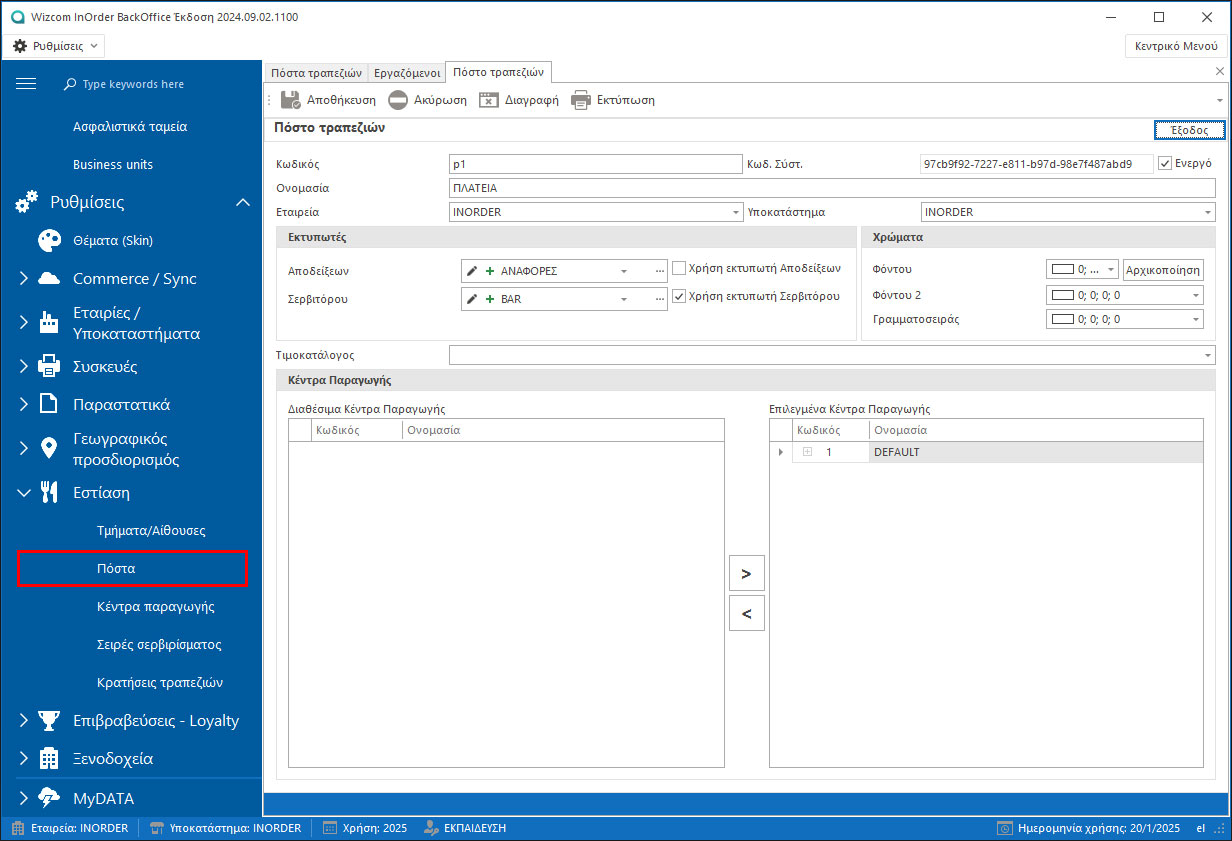 Wizcom InOrder BackOffice Έκδοση 2024.09.02.1100
Ρυθμίσεις
Κεντρικό Μενού
Type keywords here
Ασφαλιστικά ταμεία
Business units
Ρυθμίσεις
Θέματα (Skin)
Commerce / Sync
Εταιρίες /
Υποκαταστήματα
Συσκευές
Παραστατικά
Γεωγραφικός
προσδιορισμός
Εστίαση
Τμήματα/Αίθουσες
Πόστα
Κέντρα παραγωγής
Σειρές σερβιρίσματος
Κρατήσεις τραπεζιών
Επιβραβεύσεις - Loyalty
Ξενοδοχεία
MyDATA
Πόστα τραπεζιών Εργαζόμενοι Πόστο τραπεζιών
Αποθήκευση Ακύρωση Διαγραφή Εκτύπωση
Πόστο τραπεζιών
Έξοδος
Κωδικός p1 Κωδ. Σύστ. 97cb9f92-7227-e811-b97d-98e7f487abd9 Ενεργό
Ονομασία ΠΛΑΤΕΙΑ
Εταιρεία INORDER Υποκατάστημα INORDER
Εκτυπωτές
Αποδείξεων ΑΝΑΦΟΡΕΣ Χρήση εκτυπωτή Αποδείξεων
Σερβιτόρου BAR Χρήση εκτυπωτή Σερβιτόρου
Χρώματα
Φόντου 0; ... Αρχικοποίηση
Φόντου 2 0; 0; 0; 0
Γραμματοσειράς 0; 0; 0; 0
Τιμοκατάλογος
Κέντρα Παραγωγής
Διαθέσιμα Κέντρα Παραγωγής
Κωδικός Ονομασία
>
<
Επιλεγμένα Κέντρα Παραγωγής
Κωδικός Ονομασία
1 DEFAULT
Εταιρεία: INORDER Υποκατάστημα: INORDER Χρήση: 2025 ΕΚΠΑΙΔΕΥΣΗ Ημερομηνία χρήσης: 20/1/2025 el